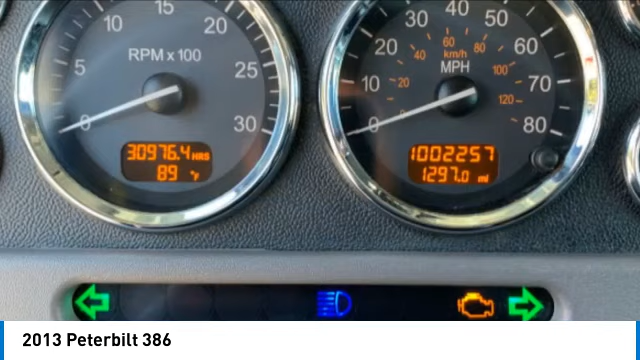 5 10 15 20 25 30
RPM x 100
0
30976.4 HRS
89 °F
10 20 30 40 50 60 70 80
20 40 60 80 100 120
km/h
MPH
0
1002257
1297.0 mi
2013 Peterbilt 386